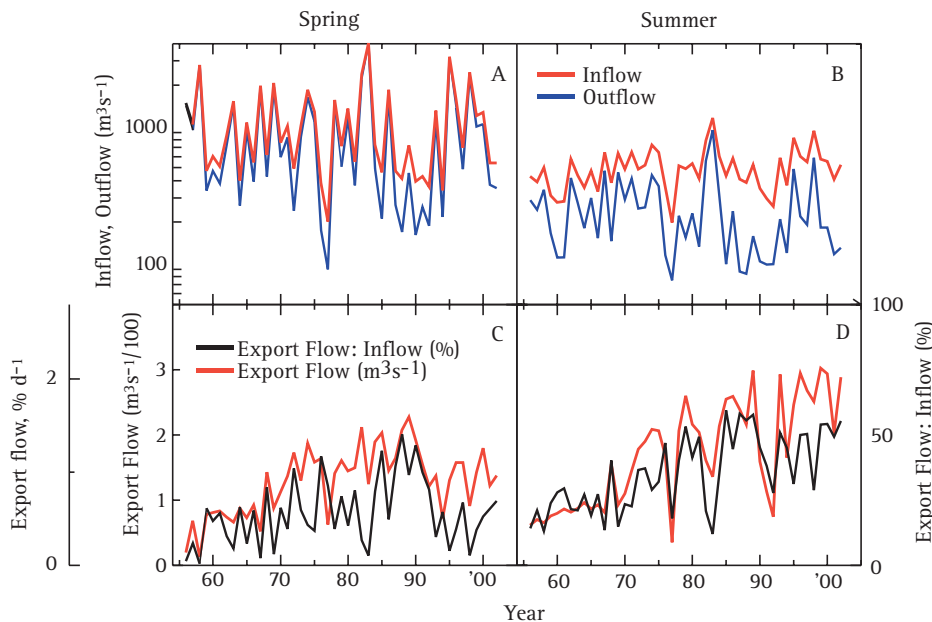 Spring
Summer
A
B
Inflow
Outflow
Inflow, Outflow (m³s⁻¹)
1000
100
C
D
Export Flow: Inflow (%)
Export Flow (m³s⁻¹)
Export flow, % d⁻¹
2
0
Export Flow (m³s⁻¹/100)
3
2
1
0
100
50
0
Export Flow: Inflow (%)
60 70 80 90 '00
60 70 80 90 '00
Year